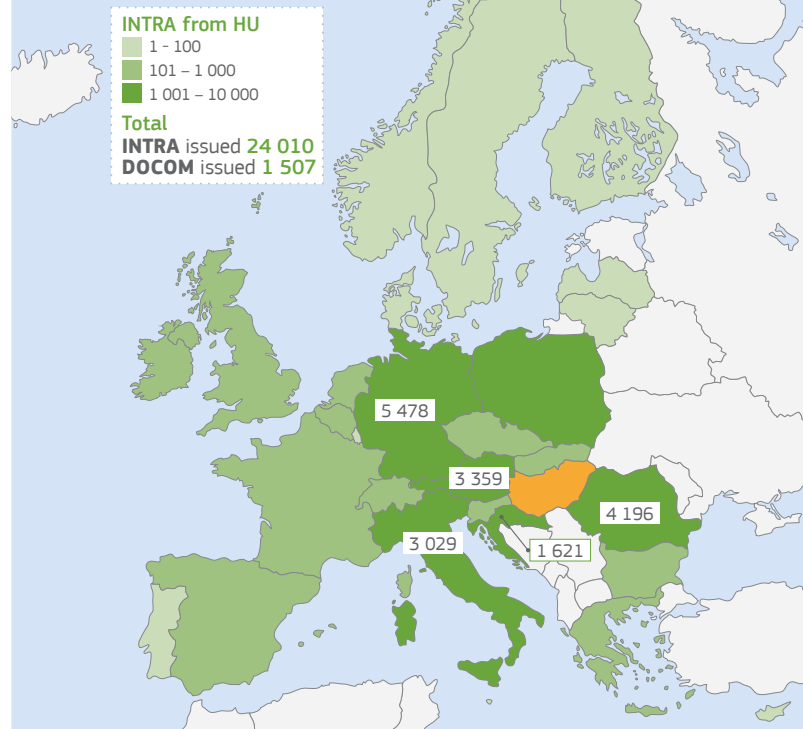 INTRA from HU
1 - 100
101 – 1 000
1 001 – 10 000
Total
INTRA issued 24 010
DOCOM issued 1 507
5 478
3 359
4 196
3 029
1 621